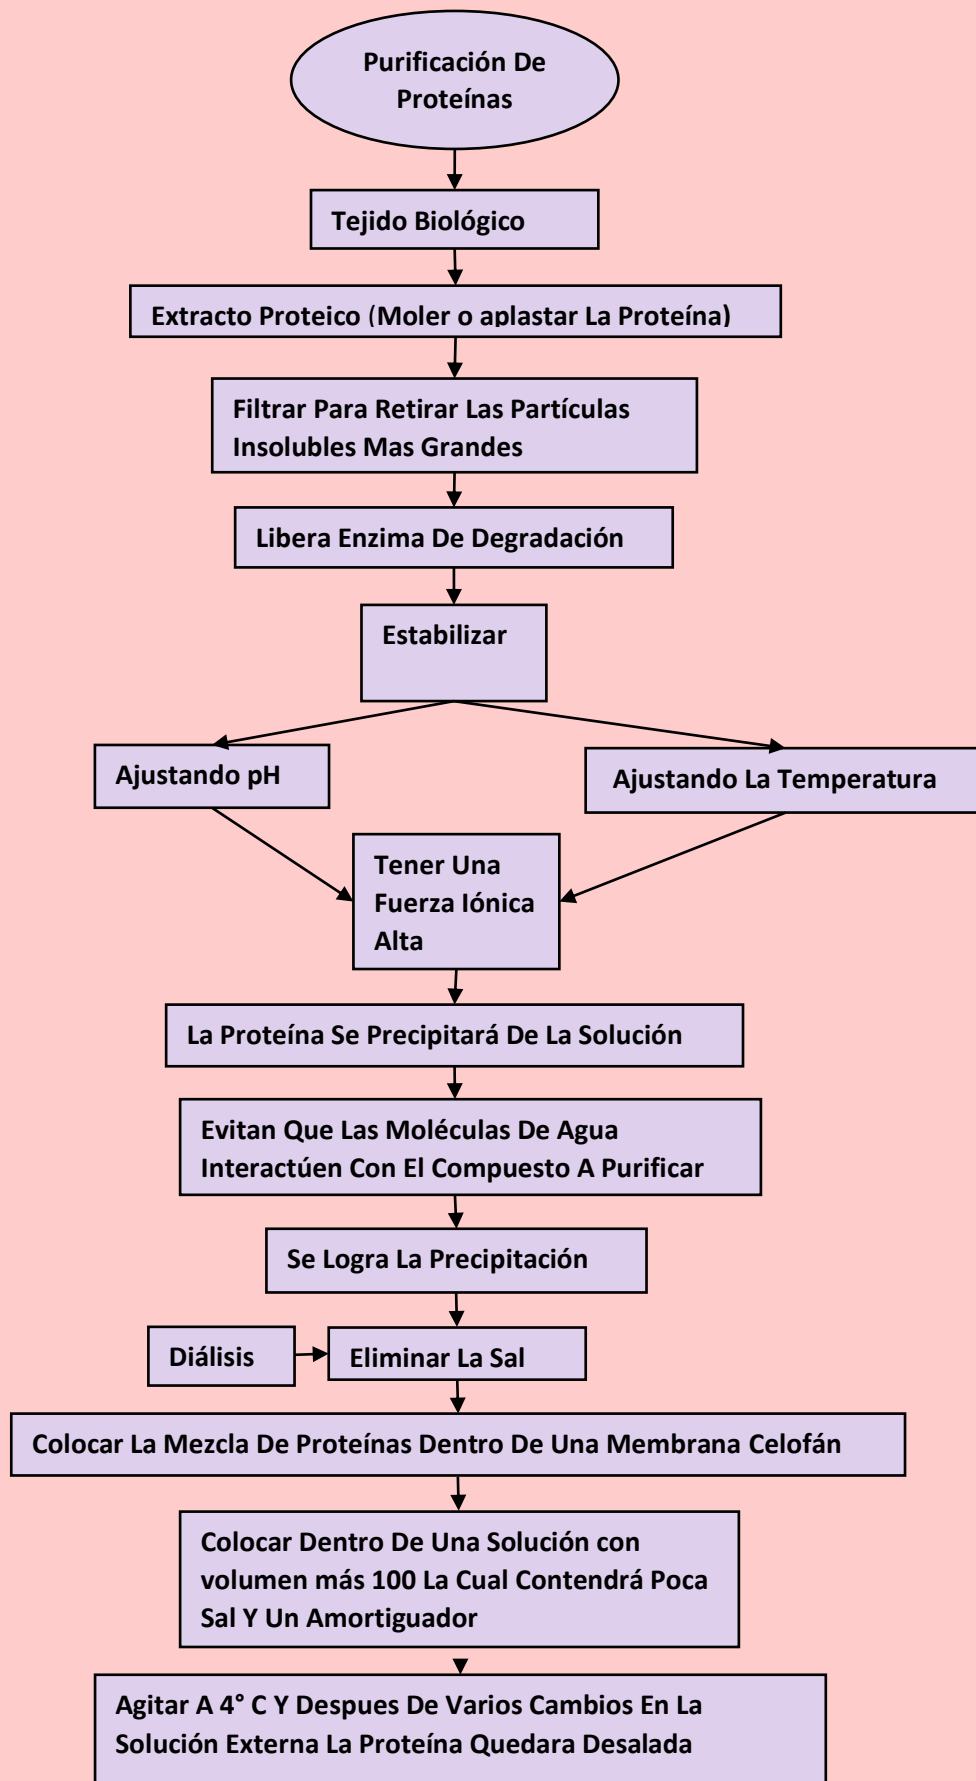 Purificación De
Proteínas
Tejido Biológico
Extracto Proteico (Moler o aplastar La Proteína)
Filtrar Para Retirar Las Partículas
Insolubles Mas Grandes
Libera Enzima De Degradación
Estabilizar
Ajustando pH
Ajustando La Temperatura
Tener Una
Fuerza Iónica
Alta
La Proteína Se Precipitará De La Solución
Evitan Que Las Moléculas De Agua
Interactúen Con El Compuesto A Purificar
Se Logra La Precipitación
Diálisis
Eliminar La Sal
Colocar La Mezcla De Proteínas Dentro De Una Membrana Celofán
Colocar Dentro De Una Solución con
volumen más 100 La Cual Contendrá Poca
Sal Y Un Amortiguador
Agitar A 4° C Y Despues De Varios Cambios En La
Solución Externa La Proteína Quedara Desalada